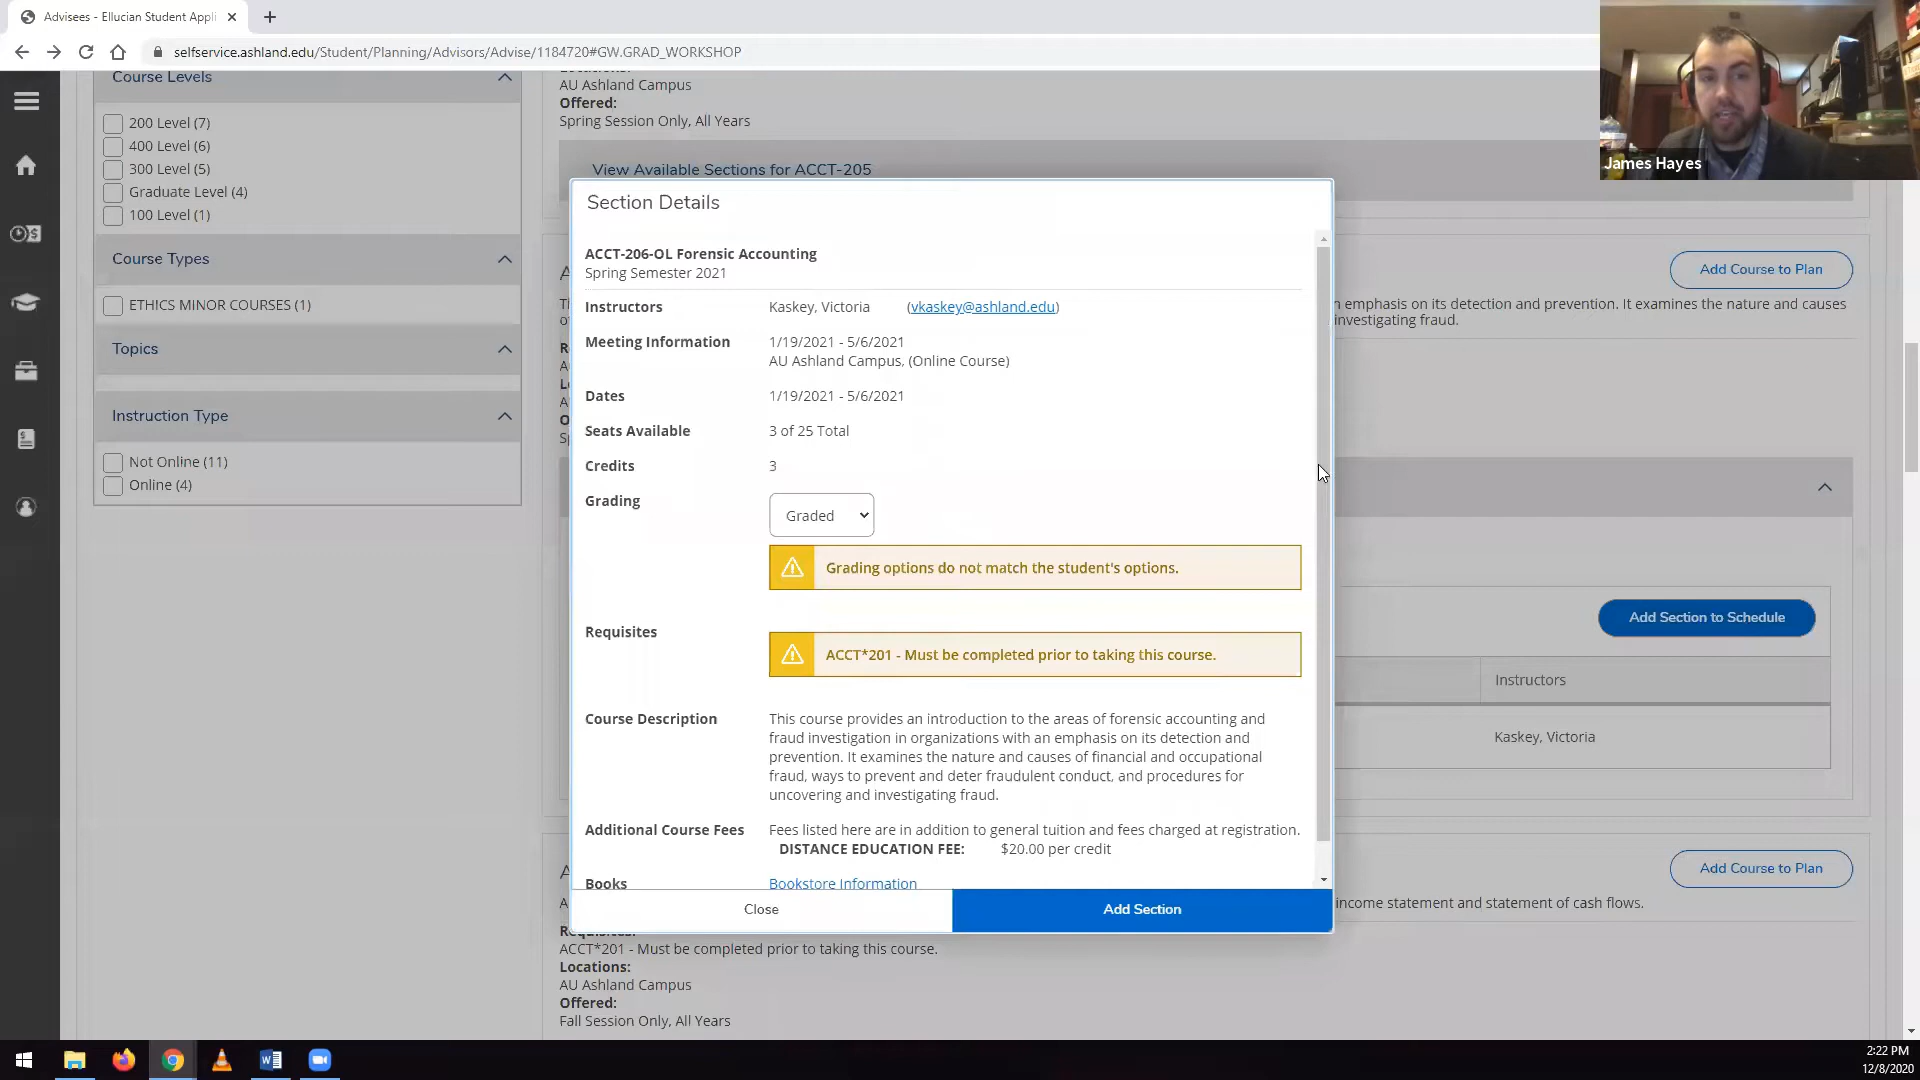 Advisees - Ellucian Student Appli
selfservice.ashland.edu/Student/Planning/Advisors/Advise/1184720#GW.GRAD_WORKSHOP
James Hayes
Course Levels
200 Level (7)
400 Level (6)
300 Level (5)
Graduate Level (4)
100 Level (1)
Course Types
ETHICS MINOR COURSES (1)
Topics
Instruction Type
Not Online (11)
Online (4)
AU Ashland Campus
Offered:
Spring Session Only, All Years
View Available Sections for ACCT-205
Add Course to Plan
emphasis on its detection and prevention. It examines the nature and causes
investigating fraud.
Section Details
ACCT-206-OL Forensic Accounting
Spring Semester 2021
Instructors Kaskey, Victoria (vkaskey@ashland.edu)
Meeting Information 1/19/2021 - 5/6/2021
AU Ashland Campus, (Online Course)
Dates 1/19/2021 - 5/6/2021
Seats Available 3 of 25 Total
Credits 3
Grading Graded
Grading options do not match the student's options.
Requisites
ACCT*201 - Must be completed prior to taking this course.
Course Description This course provides an introduction to the areas of forensic accounting and
fraud investigation in organizations with an emphasis on its detection and
prevention. It examines the nature and causes of financial and occupational
fraud, ways to prevent and deter fraudulent conduct, and procedures for
uncovering and investigating fraud.
Additional Course Fees Fees listed here are in addition to general tuition and fees charged at registration.
DISTANCE EDUCATION FEE: $20.00 per credit
Books Bookstore Information
Close Add Section
Add Section to Schedule
Instructors
Kaskey, Victoria
Add Course to Plan
income statement and statement of cash flows.
Requisites:
ACCT*201 - Must be completed prior to taking this course.
Locations:
AU Ashland Campus
Offered:
Fall Session Only, All Years
2:22 PM
12/8/2020